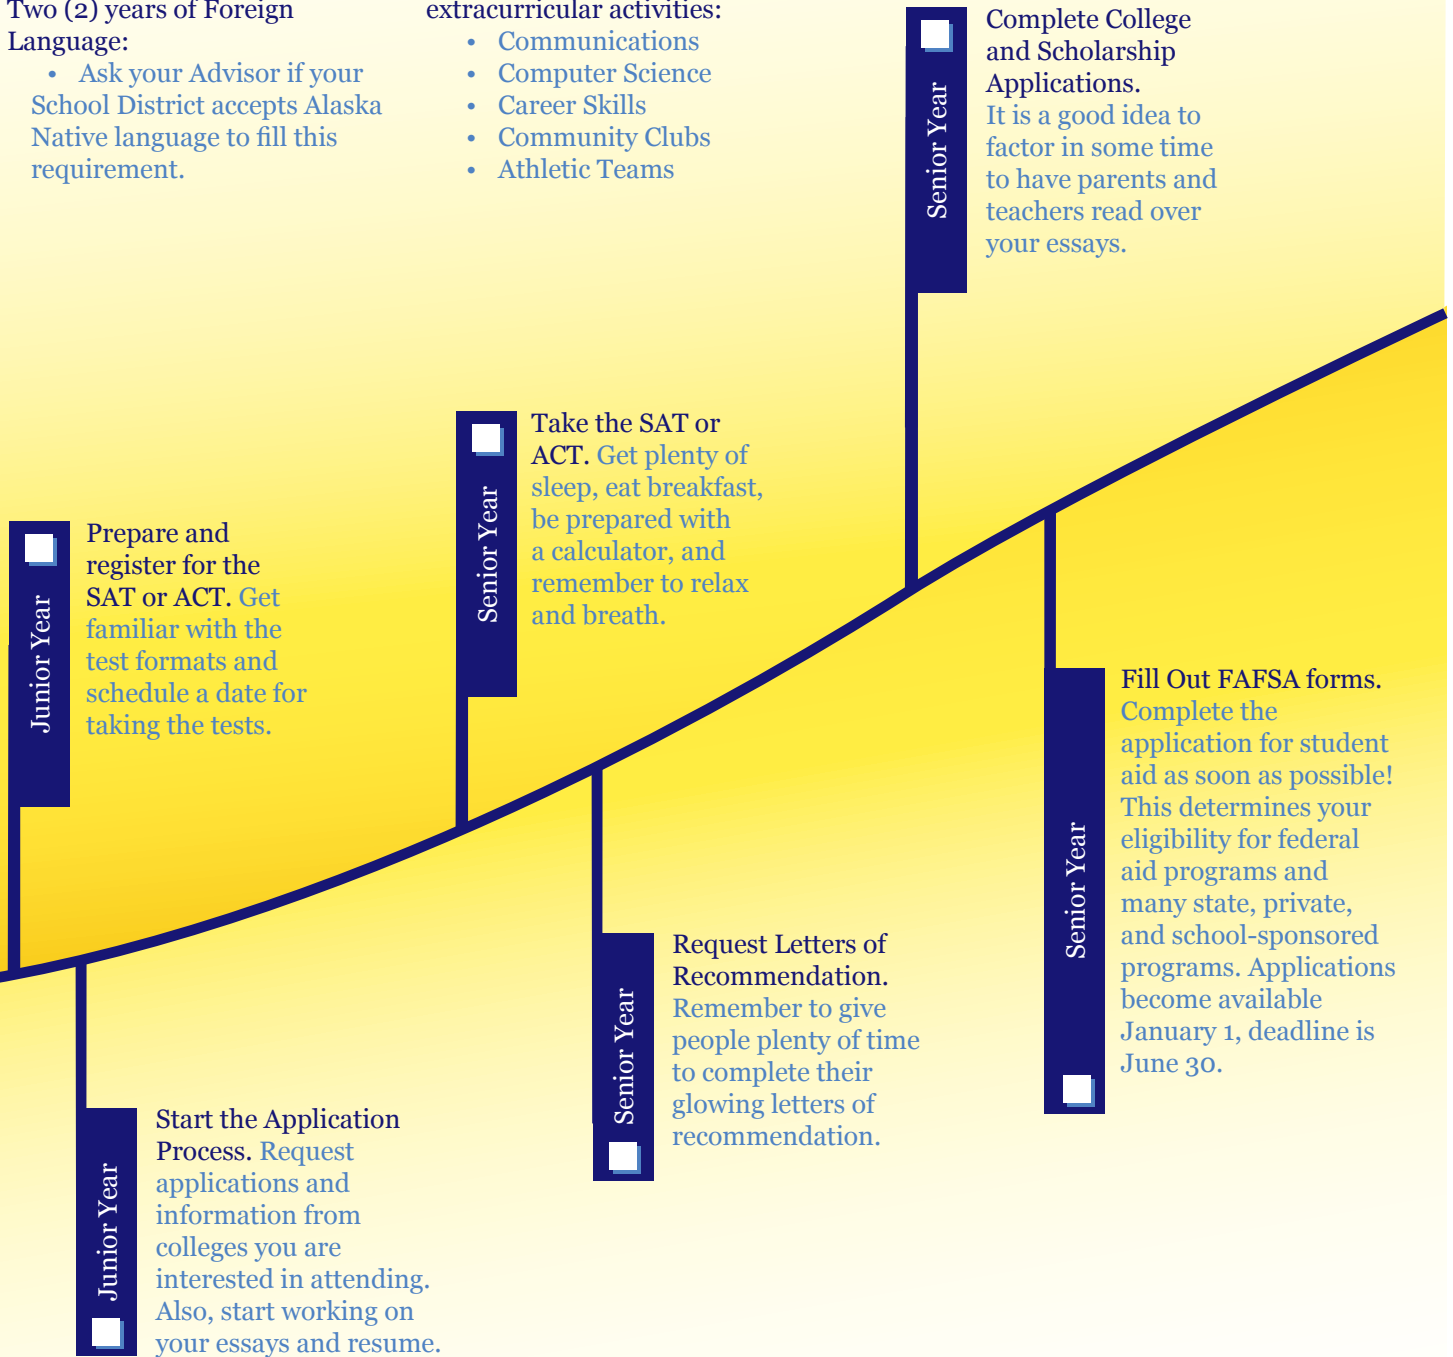 Two (2) years of Foreign
Language:
• Ask your Advisor if your
School District accepts Alaska
Native language to fill this
requirement.
extracurricular activities:
• Communications
• Computer Science
• Career Skills
• Community Clubs
• Athletic Teams
Senior Year
Complete College
and Scholarship
Applications.
It is a good idea to
factor in some time
to have parents and
teachers read over
your essays.
Senior Year
Take the SAT or
ACT. Get plenty of
sleep, eat breakfast,
be prepared with
a calculator, and
remember to relax
and breath.
Junior Year
Prepare and
register for the
SAT or ACT. Get
familiar with the
test formats and
schedule a date for
taking the tests.
Senior Year
Fill Out FAFSA forms.
Complete the
application for student
aid as soon as possible!
This determines your
eligibility for federal
aid programs and
many state, private,
and school-sponsored
programs. Applications
become available
January 1, deadline is
June 30.
Senior Year
Request Letters of
Recommendation.
Remember to give
people plenty of time
to complete their
glowing letters of
recommendation.
Junior Year
Start the Application
Process. Request
applications and
information from
colleges you are
interested in attending.
Also, start working on
your essays and resume.